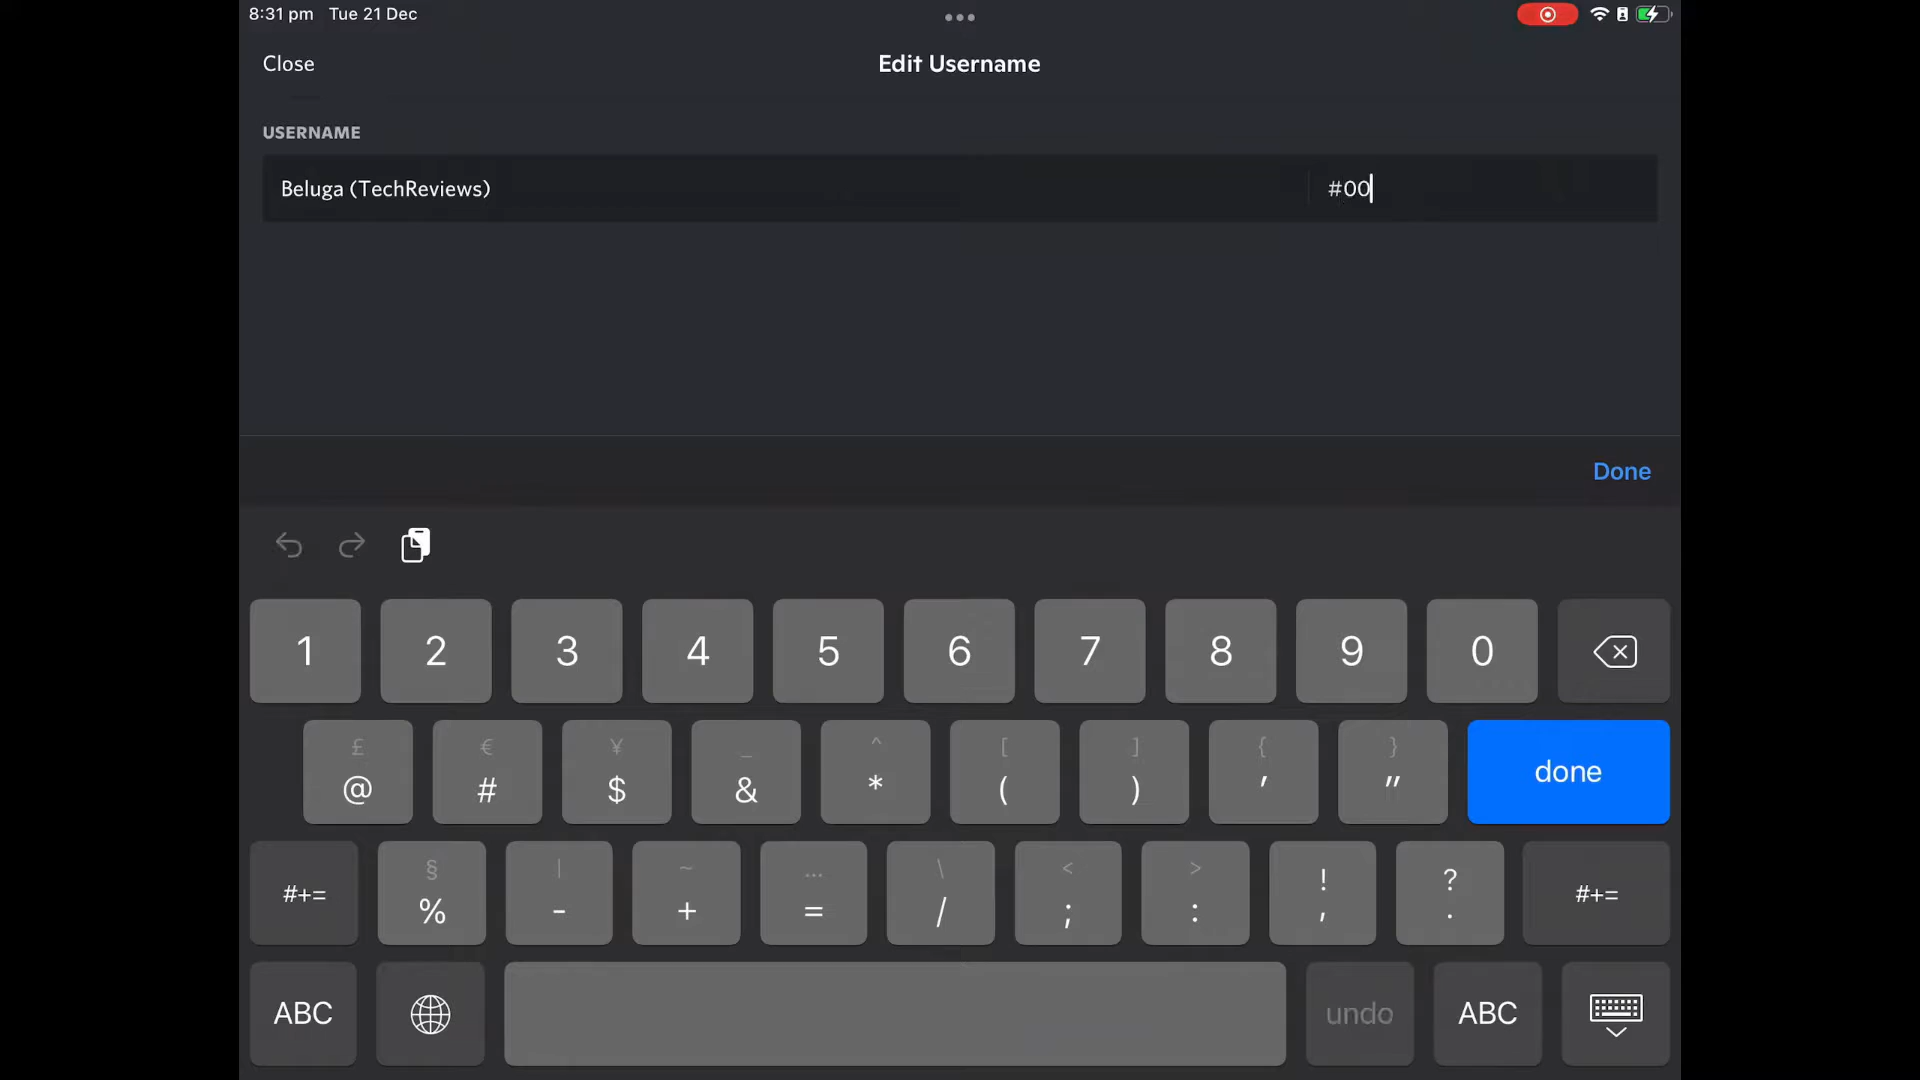 8:31 pm Tue 21 Dec
Close
Edit Username
USERNAME
Beluga (TechReviews) #00
Done
1 2 3 4 5 6 7 8 9 0
£ € ¥ _ ^ [ ] { }
@ # $ & * ( ) ' " done
§ | ~ … \ < > ! ?
#+= % - + = / ; : , . #+=
ABC undo ABC